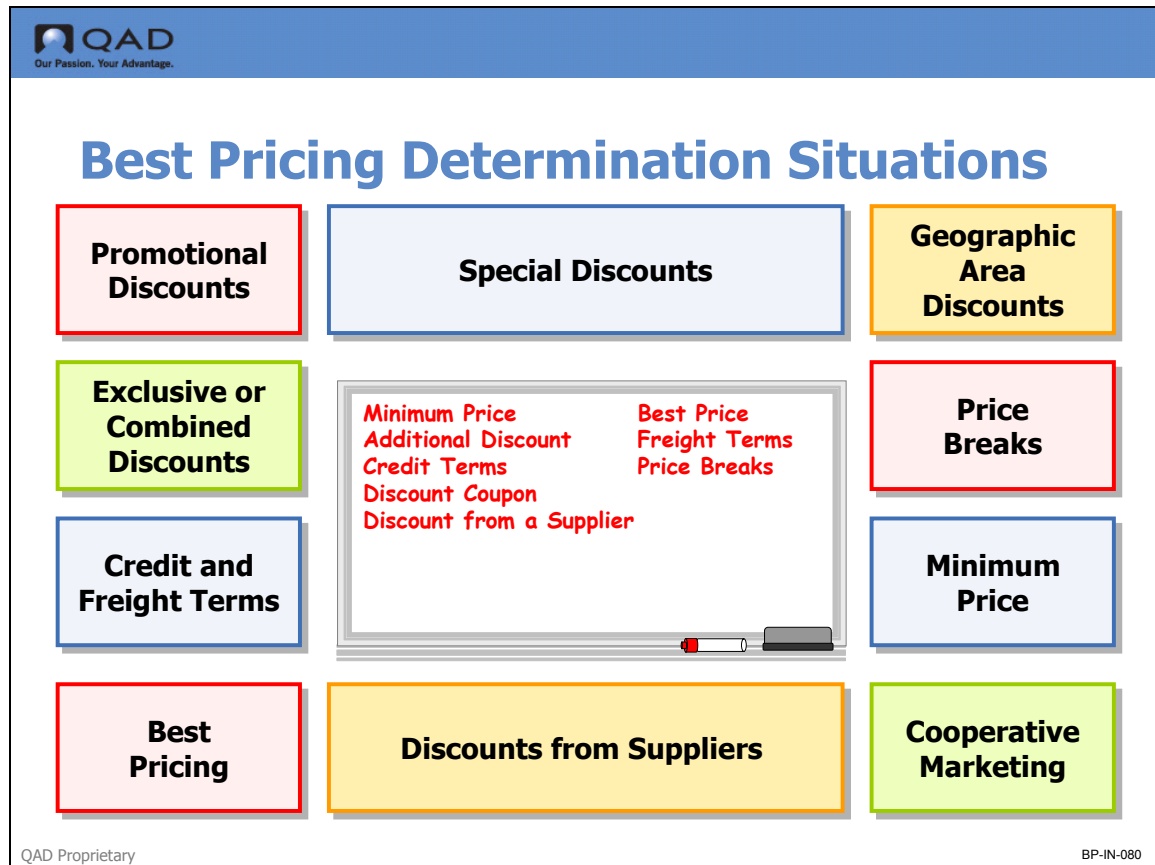 QAD
Our Passion. Your Advantage.
Best Pricing Determination Situations
Promotional
Discounts
Special Discounts
Geographic
Area
Discounts
Exclusive or
Combined
Discounts
Minimum Price Best Price
Additional Discount Freight Terms
Credit Terms Price Breaks
Discount Coupon
Discount from a Supplier
Price
Breaks
Credit and
Freight Terms
Minimum
Price
Best
Pricing
Discounts from Suppliers
Cooperative
Marketing
QAD Proprietary
BP-IN-080